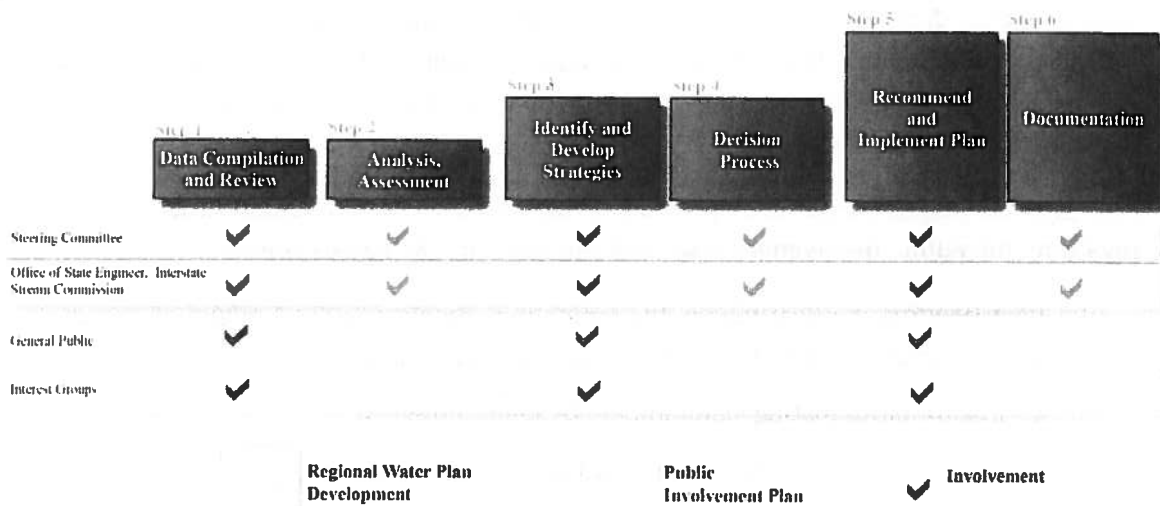 Step 1
Step 2
Step 3
Step 4
Step 5
Step 6
Data Compilation
and Review
Analysis,
Assessment
Identify and
Develop
Strategies
Decision
Process
Recommend
and
Implement Plan
Documentation
Steering Committee
Office of State Engineer, Interstate
Stream Commission
General Public
Interest Groups
Regional Water Plan
Development
Public
Involvement Plan
Involvement